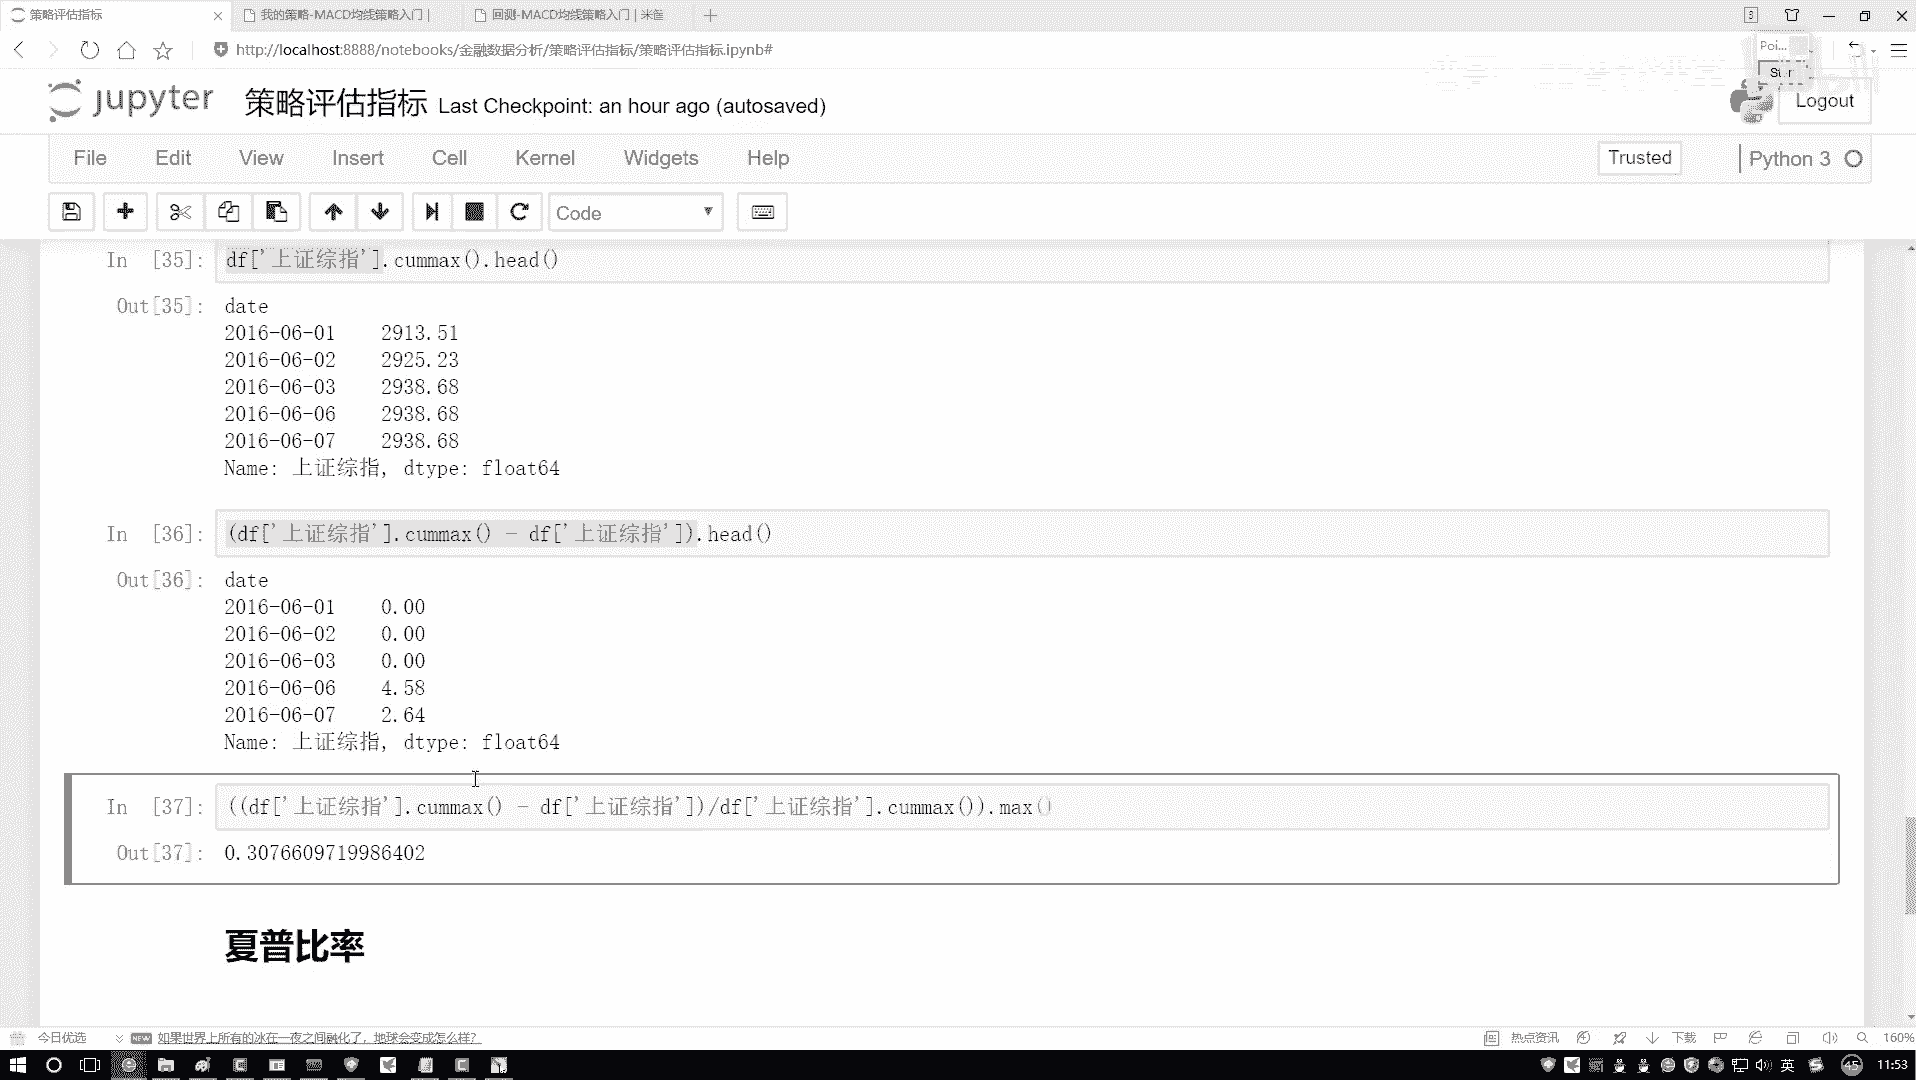 策略评估指标
我的策略-MACD均线策略入门 |
回测-MACD均线策略入门 | 米筐
http://localhost:8888/notebooks/金融数据分析/策略评估指标/策略评估指标.ipynb#
Poi...
jupyter 策略评估指标 Last Checkpoint: an hour ago (autosaved)
Logout
File Edit View Insert Cell Kernel Widgets Help
Trusted
Python 3
Code
In [35]: df['上证综指'].cummax().head()
Out[35]: date
2016-06-01 2913.51
2016-06-02 2925.23
2016-06-03 2938.68
2016-06-06 2938.68
2016-06-07 2938.68
Name: 上证综指, dtype: float64
In [36]: (df['上证综指'].cummax() - df['上证综指']).head()
Out[36]: date
2016-06-01 0.00
2016-06-02 0.00
2016-06-03 0.00
2016-06-06 4.58
2016-06-07 2.64
Name: 上证综指, dtype: float64
In [37]: ((df['上证综指'].cummax() - df['上证综指'])/df['上证综指'].cummax()).max()
Out[37]: 0.3076609719986402
夏普比率
今日优选
NEW
如果世界上所有的冰在一夜之间融化了，地球会变成怎么样？
热点资讯
下载
160%
英
45
11:53